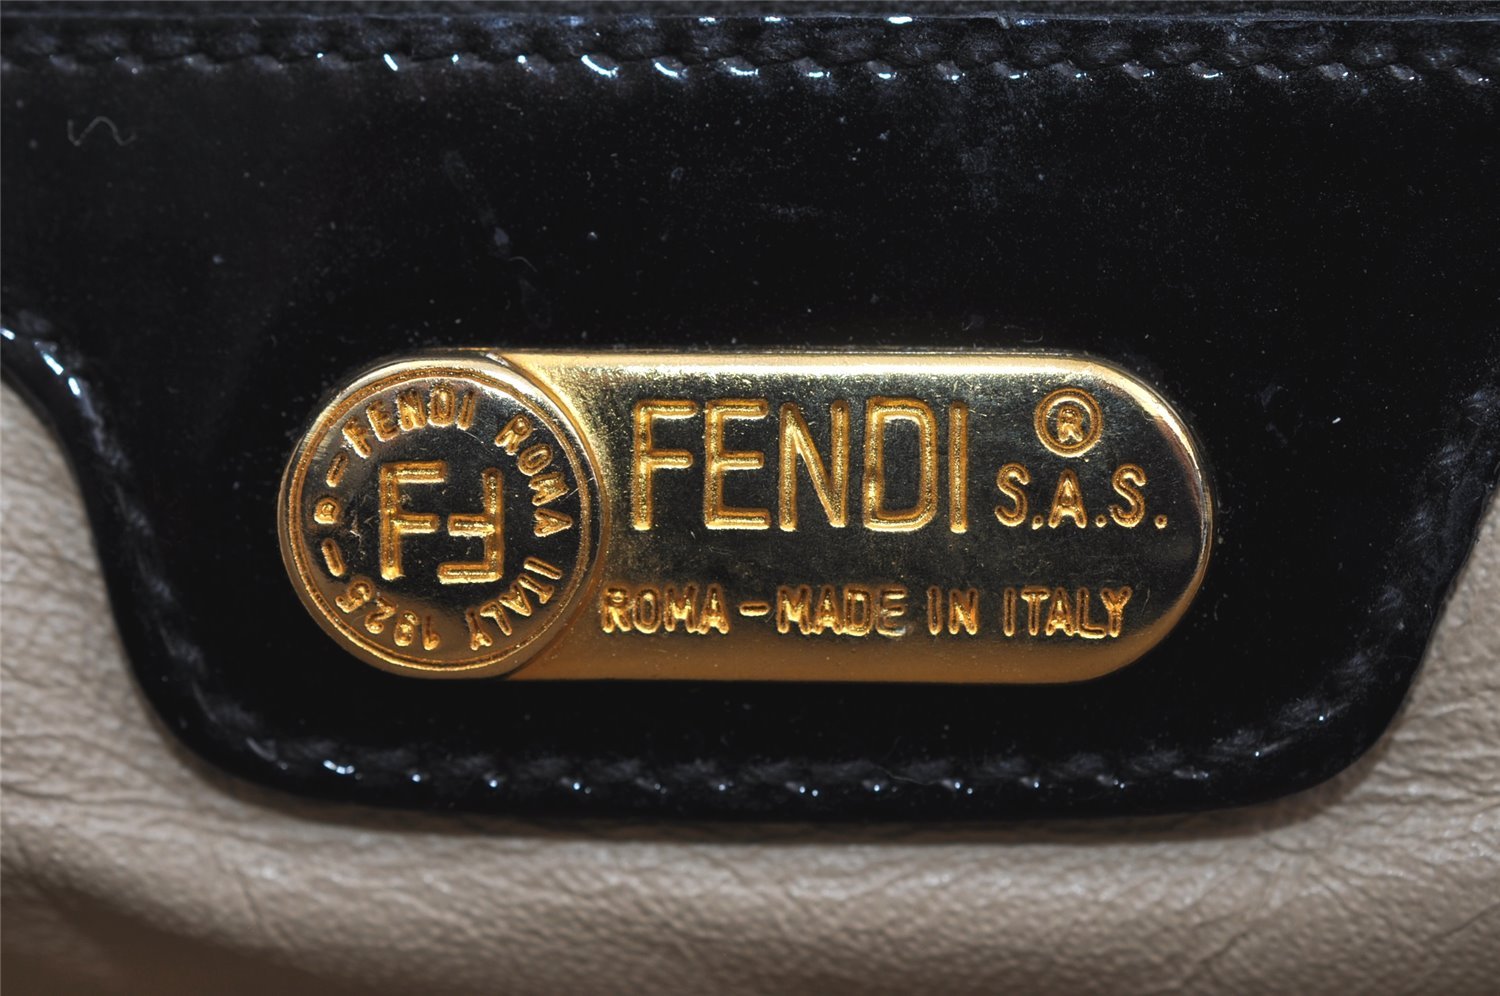 FENDI ®
S.A.S.
ROMA - MADE IN ITALY
FENDI ROMA ITALY 1925
FF